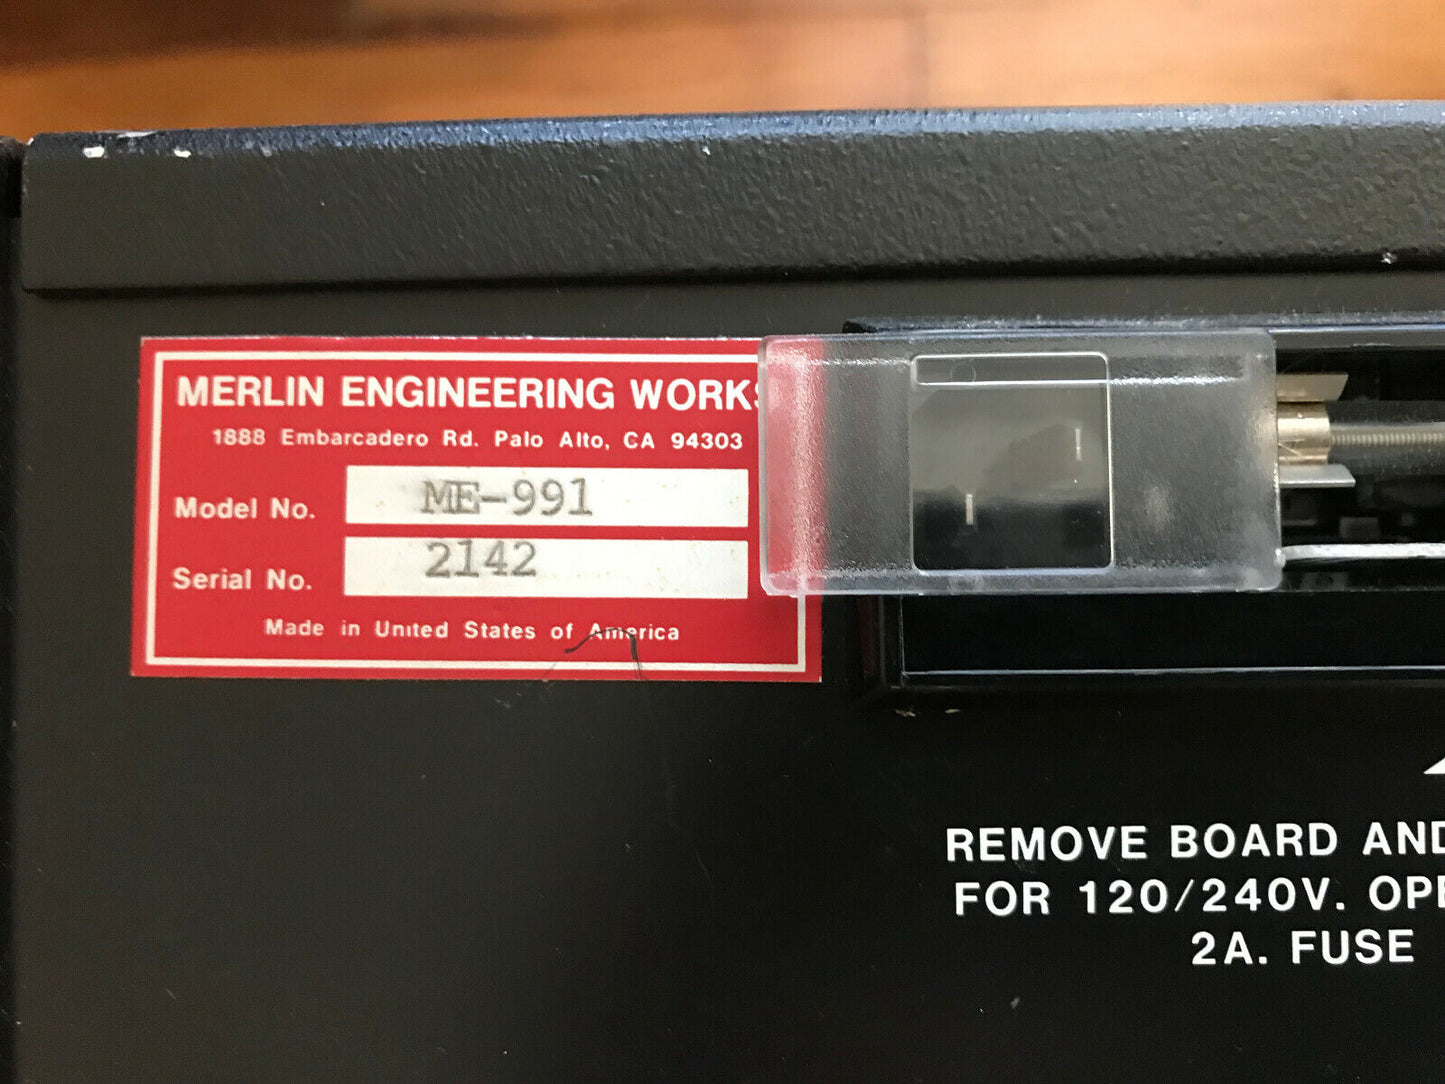 MERLIN ENGINEERING WORKS
1888 Embarcadero Rd. Palo Alto, CA 94303
Model No. ME-991
Serial No. 2142
Made in United States of America
REMOVE BOARD AND
FOR 120/240V. OPE
2A. FUSE